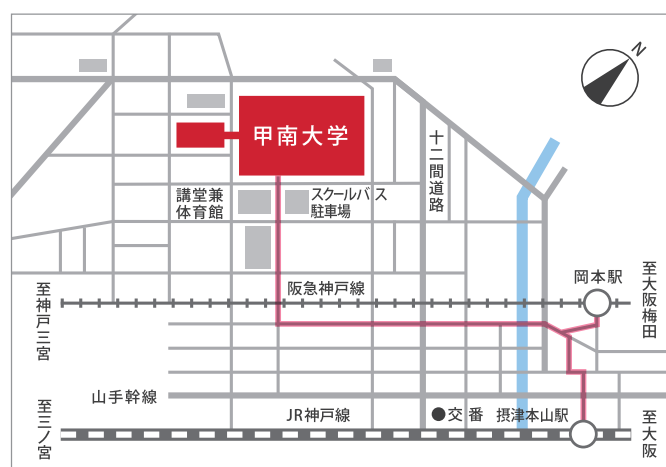 N
甲南大学
十二間道路
講堂兼
体育館
スクールバス
駐車場
岡本駅
至大阪梅田
阪急神戸線
至神戸三宮
山手幹線
至三ノ宮
JR神戸線
交番
摂津本山駅
至大阪